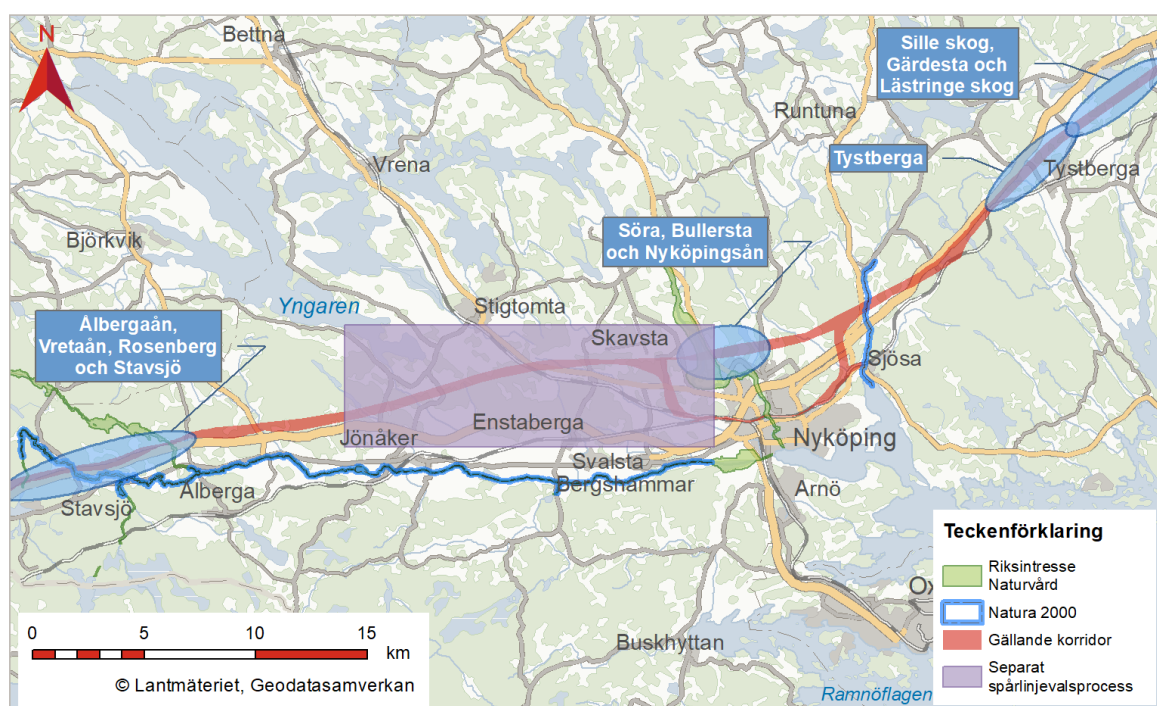 N
Bettna
Sille skog,
Gärdesta och
Lästringe skog
Runtuna
Vrena
Tystberga
Tystberga
Björkvik
Söra, Bullersta
och Nyköpingsån
Yngaren
Stigtomta
Ålbergaån,
Vretaån, Rosenberg
och Stavsjö
Skavsta
Sjösa
Enstaberga
Jönåker
Nyköping
Svalsta
Ålberga
Bergshammar
Arnö
Stavsjö
Teckenförklaring
Riksintresse
Naturvård
Natura 2000
Gällande korridor
Separat
spårlinjevalsprocess
Ox
Buskhyttan
Ramnöflagen
0 5 10 15
km
© Lantmäteriet, Geodatasamverkan